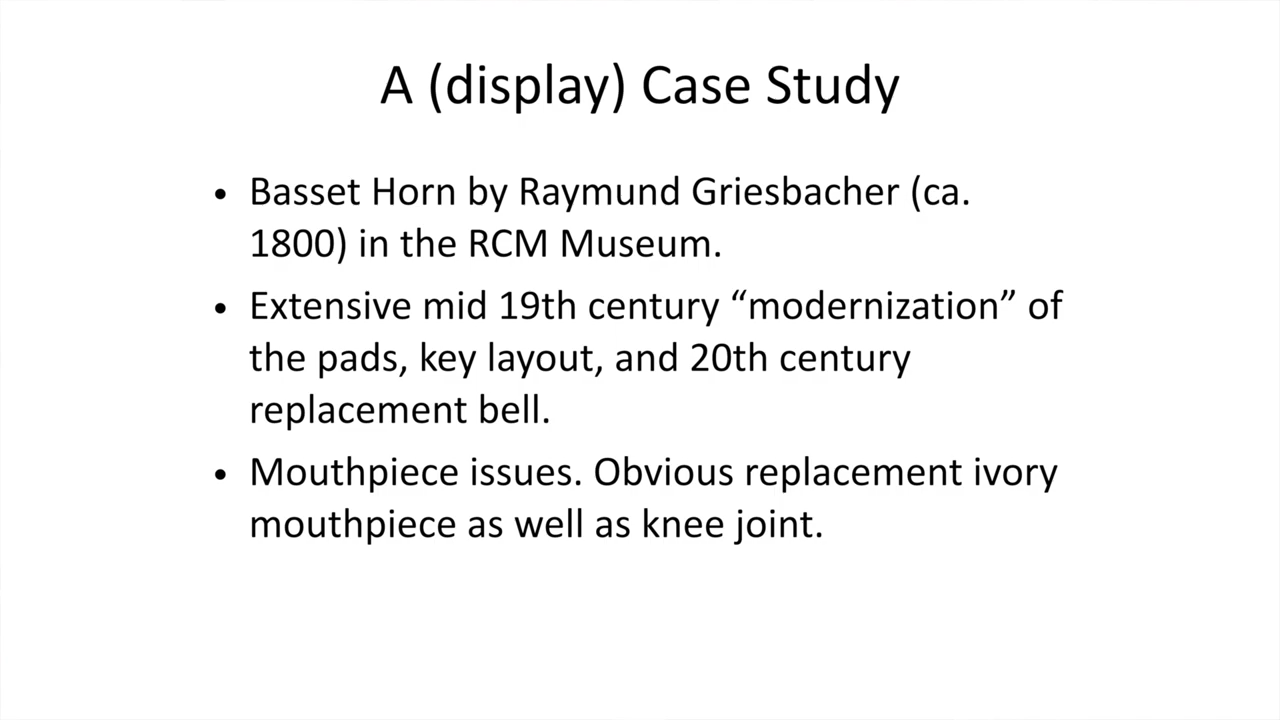 A (display) Case Study
• Basset Horn by Raymund Griesbacher (ca.
1800) in the RCM Museum.
• Extensive mid 19th century “modernization” of
the pads, key layout, and 20th century
replacement bell.
• Mouthpiece issues. Obvious replacement ivory
mouthpiece as well as knee joint.